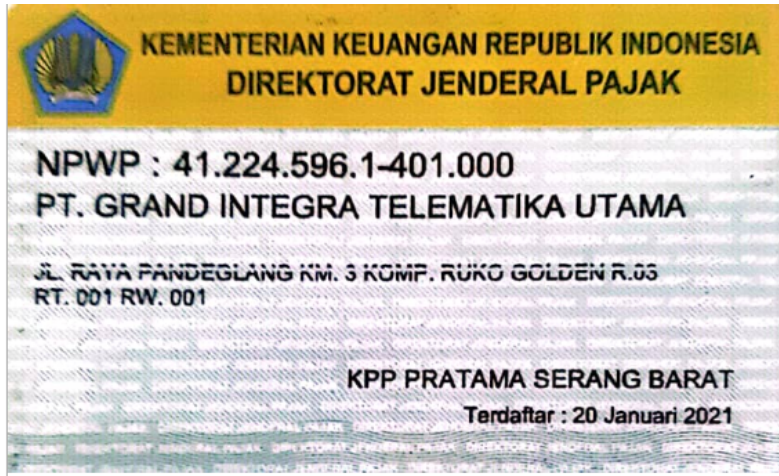 KEMENTERIAN KEUANGAN REPUBLIK INDONESIA
DIREKTORAT JENDERAL PAJAK
NPWP : 41.224.596.1-401.000
PT. GRAND INTEGRA TELEMATIKA UTAMA
JL. RAYA PANDEGLANG KM. 3 KOMP. RUKO GOLDEN R.03
RT. 001 RW. 001
KPP PRATAMA SERANG BARAT
Terdaftar : 20 Januari 2021